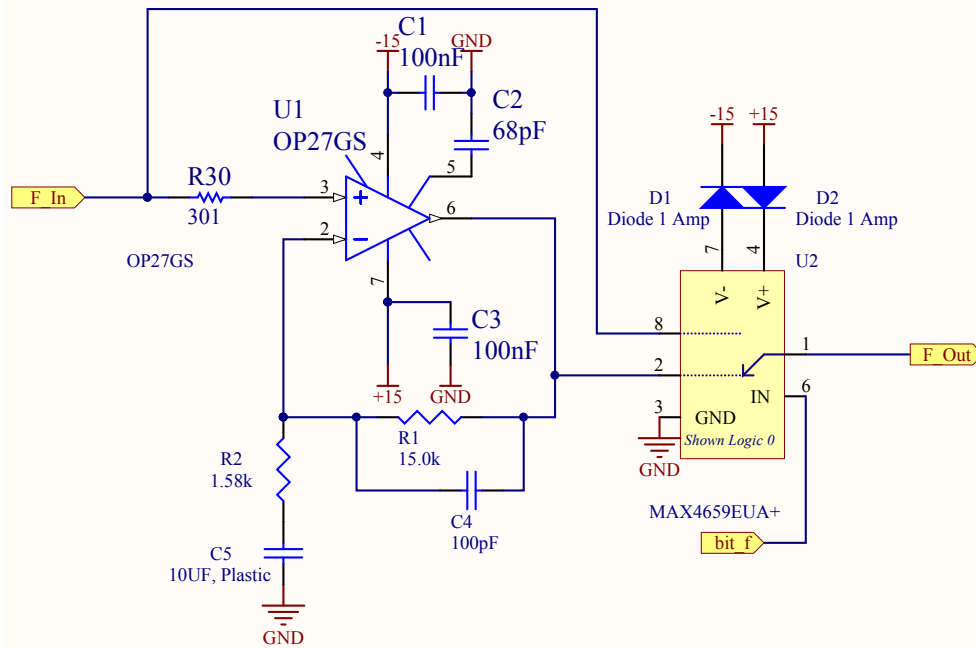 C1
-15
GND
100nF
U1
C2
OP27GS
68pF
4
5
-15
+15
R30
F_In
3
301
6
D1
D2
Diode 1 Amp
Diode 1 Amp
2
OP27GS
7
7
4
U2
V-
V+
C3
100nF
8
1
F_Out
2
6
IN
+15
GND
3
GND
Shown Logic 0
R1
15.0k
GND
R2
1.58k
MAX4659EUA+
C4
100pF
bit_f
C5
10UF, Plastic
GND